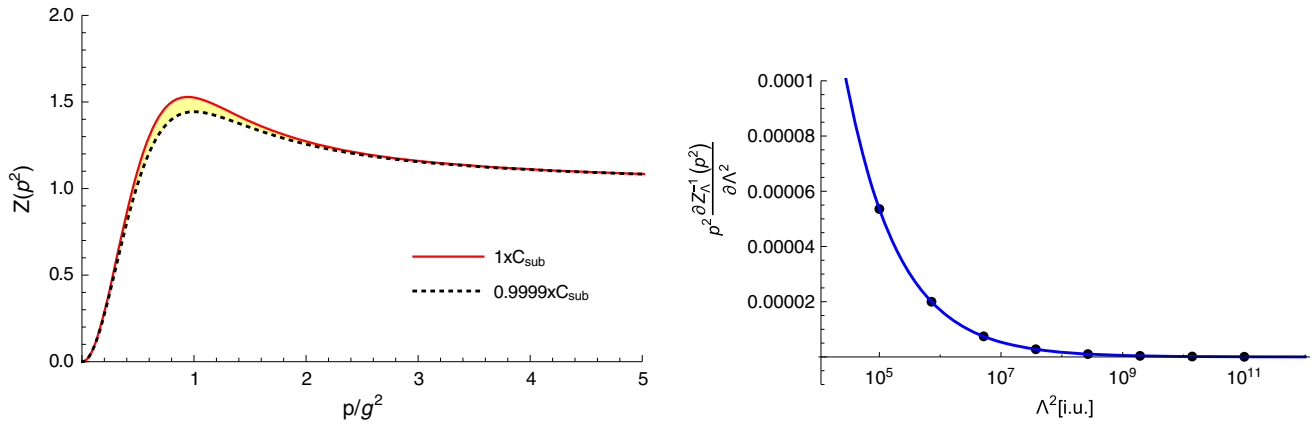 2.0
1.5
1.0
0.5
0.0
Z(p²)
1xC_sub
0.9999xC_sub
1 2 3 4 5
p/g²
0.0001
0.00008
0.00006
0.00004
0.00002
p² ∂Z_Λ⁻¹(p²)
∂Λ²
10⁵ 10⁷ 10⁹ 10¹¹
Λ²[i.u.]